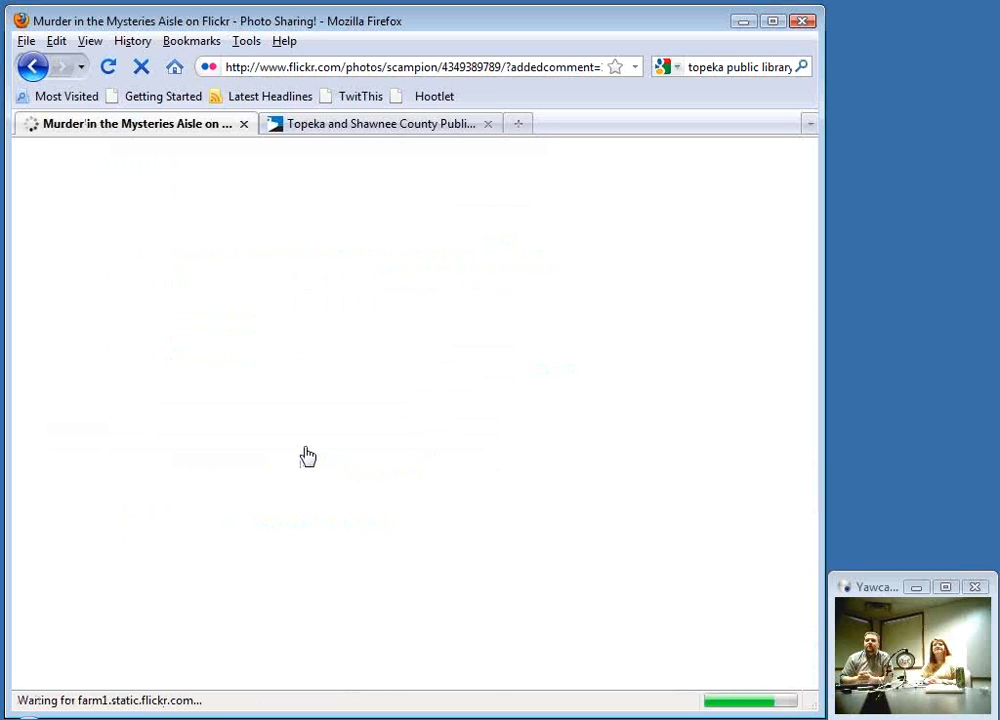 Murder in the Mysteries Aisle on Flickr - Photo Sharing! - Mozilla Firefox
File Edit View History Bookmarks Tools Help
http://www.flickr.com/photos/scampion/4349389789/?addedcomment= topeka public library
Most Visited Getting Started Latest Headlines TwitThis Hootlet
Murder in the Mysteries Aisle on ... Topeka and Shawnee County Publi...
Yawca...
Waiting for farm1.static.flickr.com...